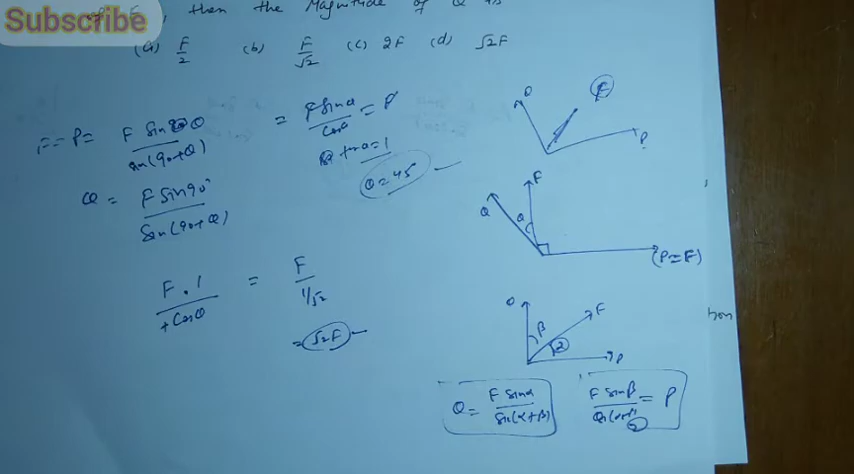 Subscribe
, then the Magnitude of Q is
(a) F/2 (b) F/√2 (c) 2F (d) √2F
P = F sin θ / sin(90+θ) = F sin α / cos θ = P
tan α = 1
θ = 45
Q = F sin 90° / Sin(90+θ)
F . 1 / + cos θ = F / 1/√2
= √2F
Q
F
P
F
Q
θ
(P = F)
Q
β
F
α
P
Q = F sin α / Sin(α+β)
F sin β / = P